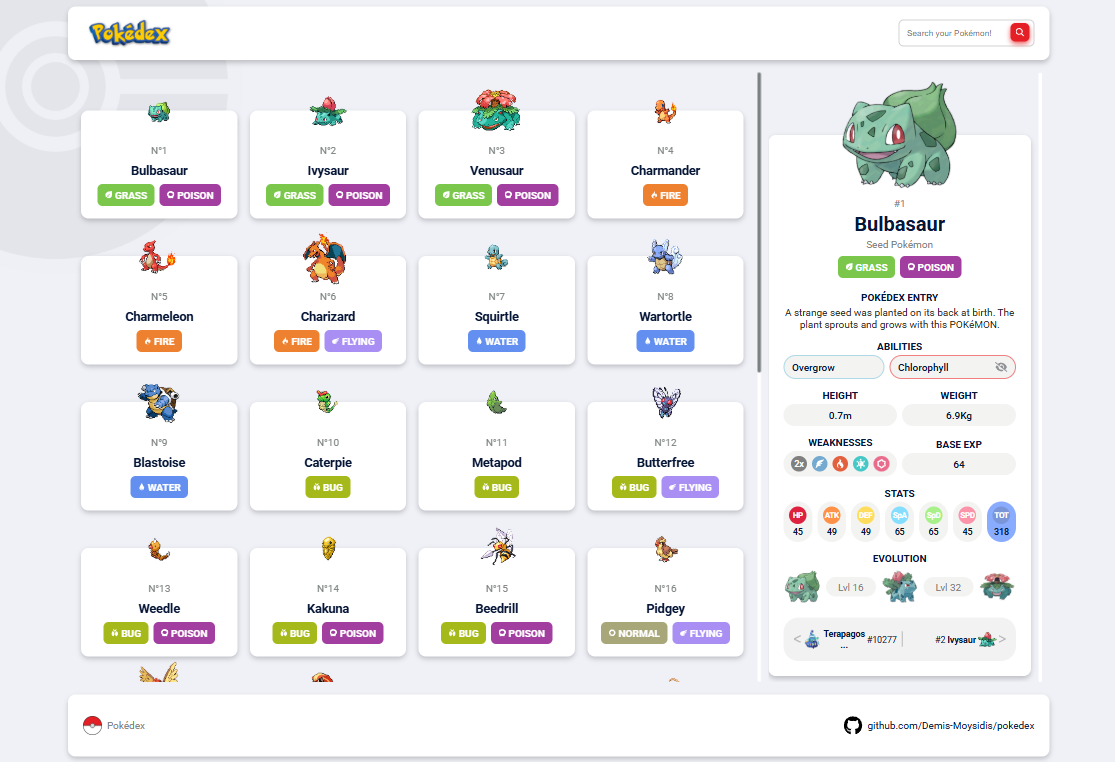 Pokédex
Search your Pokémon!
N°1
Bulbasaur
GRASS POISON
N°2
Ivysaur
GRASS POISON
N°3
Venusaur
GRASS POISON
N°4
Charmander
FIRE
N°5
Charmeleon
FIRE
N°6
Charizard
FIRE FLYING
N°7
Squirtle
WATER
N°8
Wartortle
WATER
N°9
Blastoise
WATER
N°10
Caterpie
BUG
N°11
Metapod
BUG
N°12
Butterfree
BUG FLYING
N°13
Weedle
BUG POISON
N°14
Kakuna
BUG POISON
N°15
Beedrill
BUG POISON
N°16
Pidgey
NORMAL FLYING
#1
Bulbasaur
Seed Pokémon
GRASS POISON
POKÉDEX ENTRY
A strange seed was planted on its back at birth. The
plant sprouts and grows with this POKéMON.
ABILITIES
Overgrow Chlorophyll
HEIGHT WEIGHT
0.7m 6.9Kg
WEAKNESSES BASE EXP
2x 64
STATS
HP ATK DEF SpA SpD SPD TOT
45 49 49 65 65 45 318
EVOLUTION
Lvl 16 Lvl 32
< Terapagos ... #10277 #2 Ivysaur >
Pokédex
github.com/Demis-Moysidis/pokedex